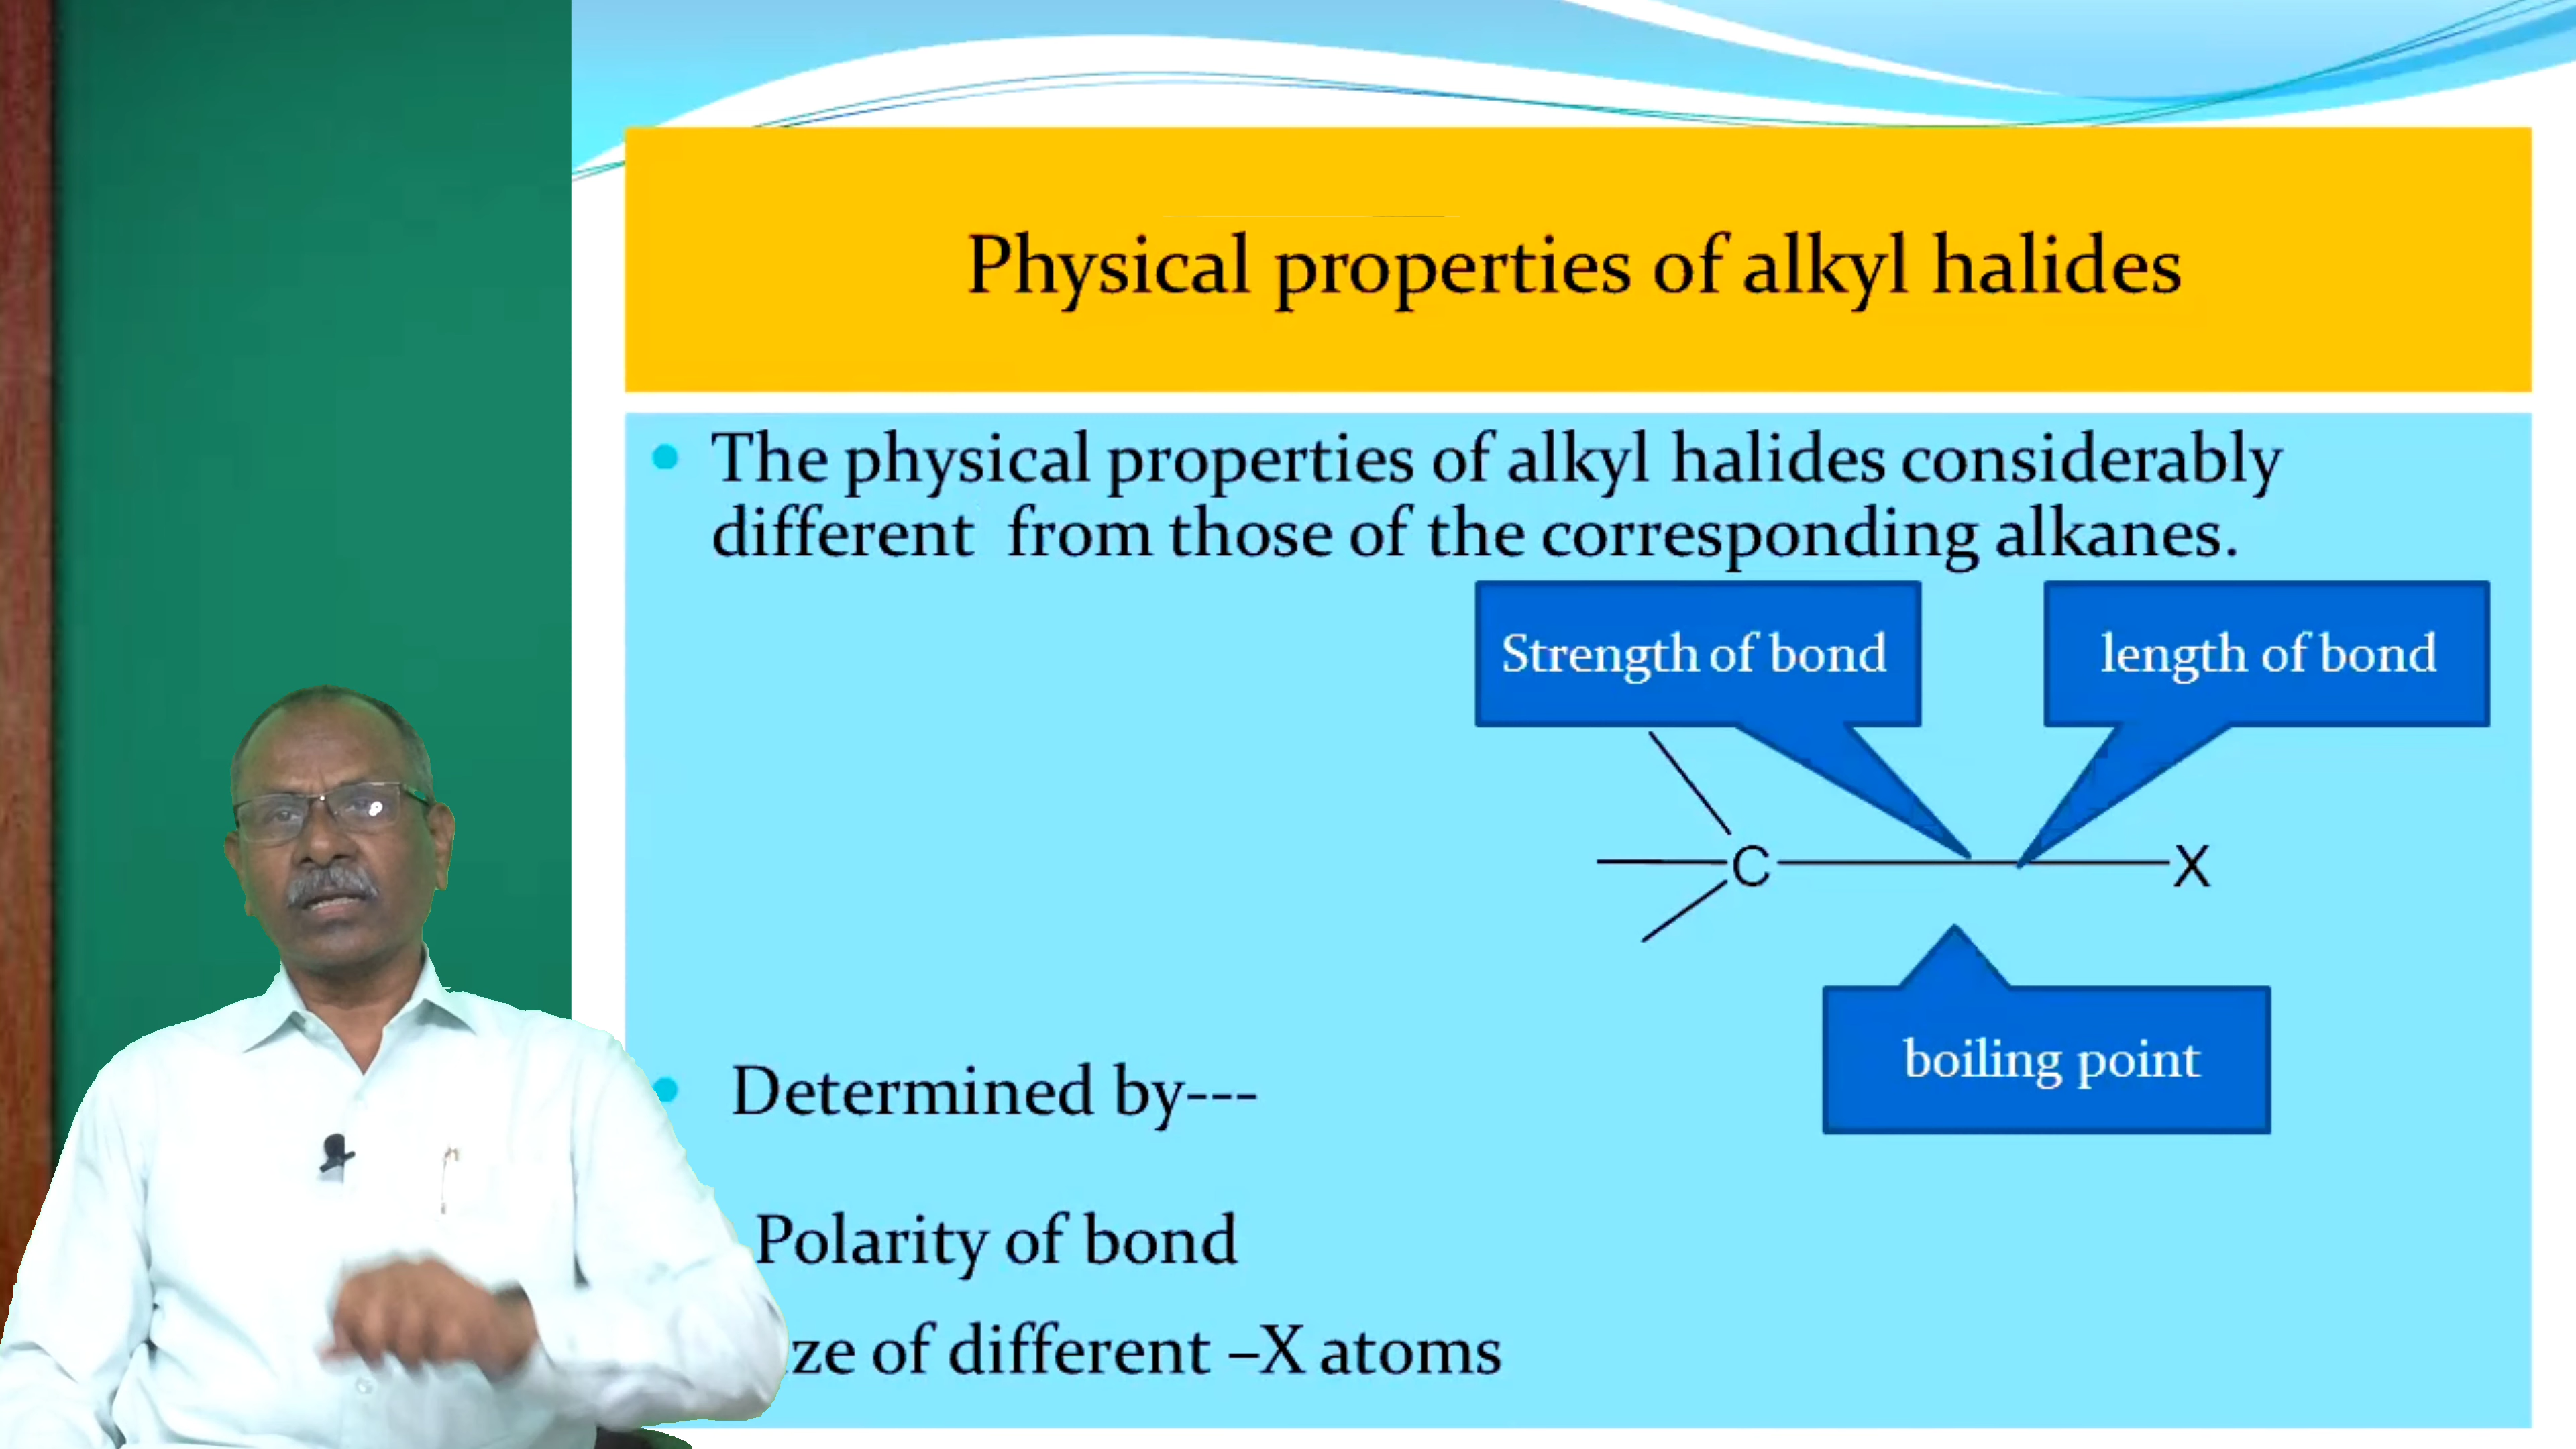 Physical properties of alkyl halides
The physical properties of alkyl halides considerably
different from those of the corresponding alkanes.
Strength of bond
length of bond
C
X
boiling point
Determined by---
Polarity of bond
of different –X atoms